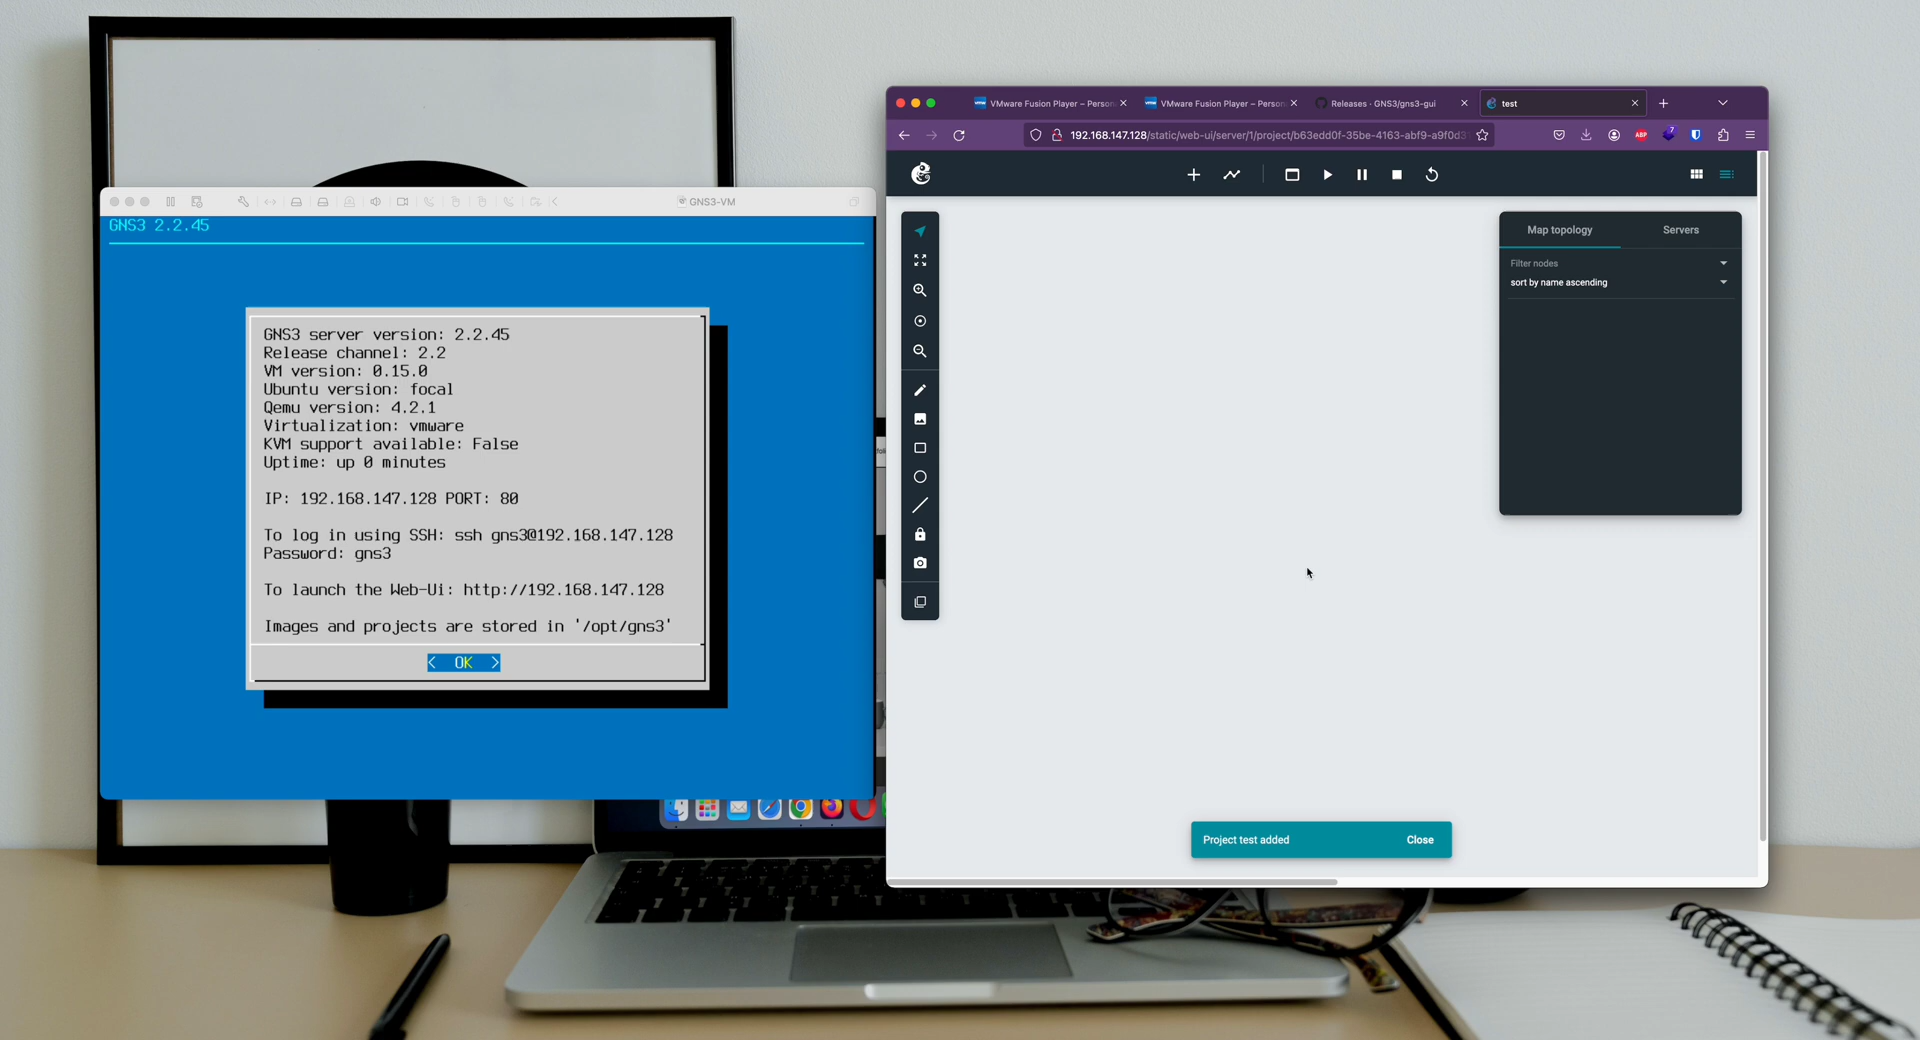 GNS3-VM
GNS3 2.2.45
GNS3 server version: 2.2.45
Release channel: 2.2
VM version: 0.15.0
Ubuntu version: focal
Qemu version: 4.2.1
Virtualization: vmware
KVM support available: False
Uptime: up 0 minutes
IP: 192.168.147.128 PORT: 80
To log in using SSH: ssh gns3@192.168.147.128
Password: gns3
To launch the Web-Ui: http://192.168.147.128
Images and projects are stored in '/opt/gns3'
< OK >
VMware Fusion Player – Person
VMware Fusion Player – Person
Releases · GNS3/gns3-gui
test
192.168.147.128/static/web-ui/server/1/project/b63edd0f-35be-4163-abf9-a9f0d3
ABP
7
Map topology
Servers
Filter nodes
sort by name ascending
Project test added
Close